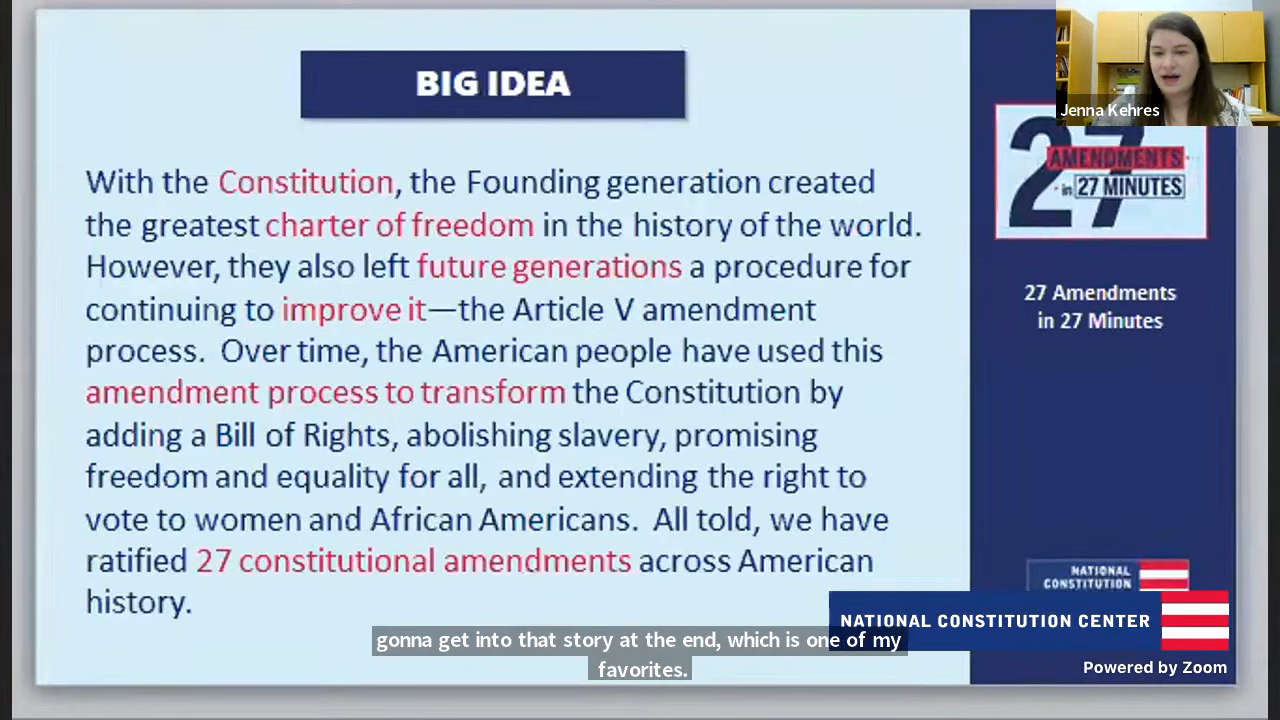 BIG IDEA
With the Constitution, the Founding generation created
the greatest charter of freedom in the history of the world.
However, they also left future generations a procedure for
continuing to improve it—the Article V amendment
process. Over time, the American people have used this
amendment process to transform the Constitution by
adding a Bill of Rights, abolishing slavery, promising
freedom and equality for all, and extending the right to
vote to women and African Americans. All told, we have
ratified 27 constitutional amendments across American
history.
Jenna Kehres
27
AMENDMENTS
in 27 MINUTES
27 Amendments
in 27 Minutes
NATIONAL
CONSTITUTION
NATIONAL CONSTITUTION CENTER
Powered by Zoom
gonna get into that story at the end, which is one of my
favorites.